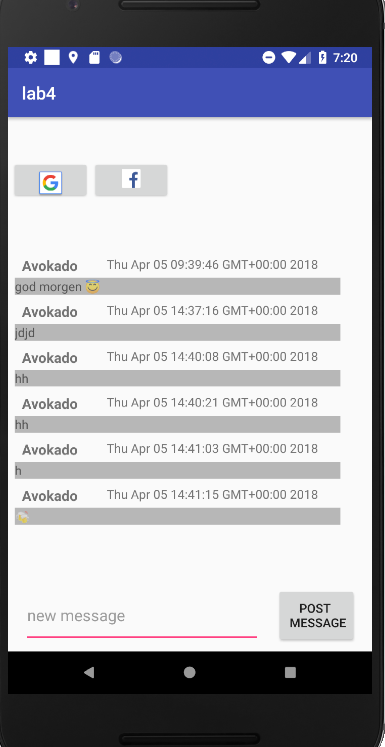 7:20
lab4
G
f
Avokado Thu Apr 05 09:39:46 GMT+00:00 2018
god morgen 😇
Avokado Thu Apr 05 14:37:16 GMT+00:00 2018
jdjd
Avokado Thu Apr 05 14:40:08 GMT+00:00 2018
hh
Avokado Thu Apr 05 14:40:21 GMT+00:00 2018
hh
Avokado Thu Apr 05 14:41:03 GMT+00:00 2018
h
Avokado Thu Apr 05 14:41:15 GMT+00:00 2018
new message
POST
MESSAGE